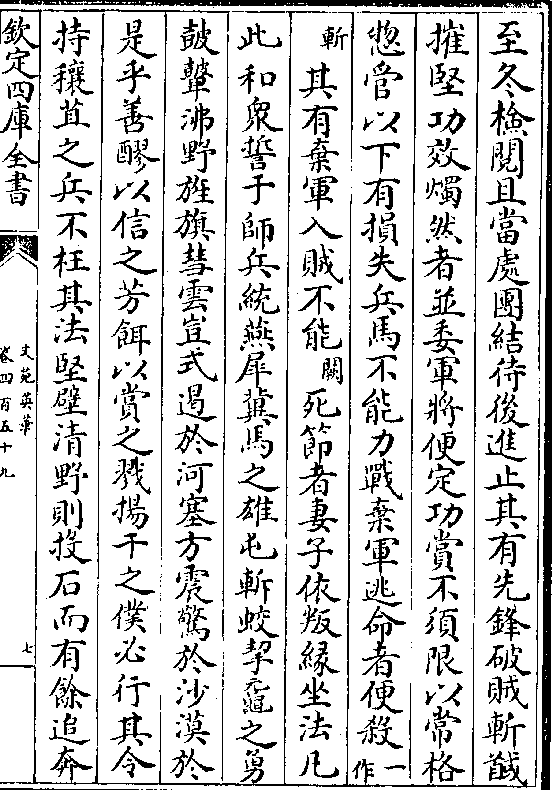 至冬檢閱且當處團結待後進止其有先鋒破賊斬馘
摧堅功效燭然者並委軍將便定功賞不須限以常格
惣管以下有損失兵馬不能力戰棄軍逃命者便殺一作
斬其有棄軍入賊不能闕死節者妻子依叛緣坐法凡
此和衆誓于師兵統燕犀冀馬之雄屯斬蛟挈黿之勇
鼓鼙沸野旌旗彗雲豈式遏於河塞方震驚於沙漠於
是乎善醪以信之芳餌以賞之戮揚干之僕必行其令
持穰苴之兵不枉其法堅壁清野則投石而有餘追奔
欽定四庫全書
文苑英華
卷四百五十九
七